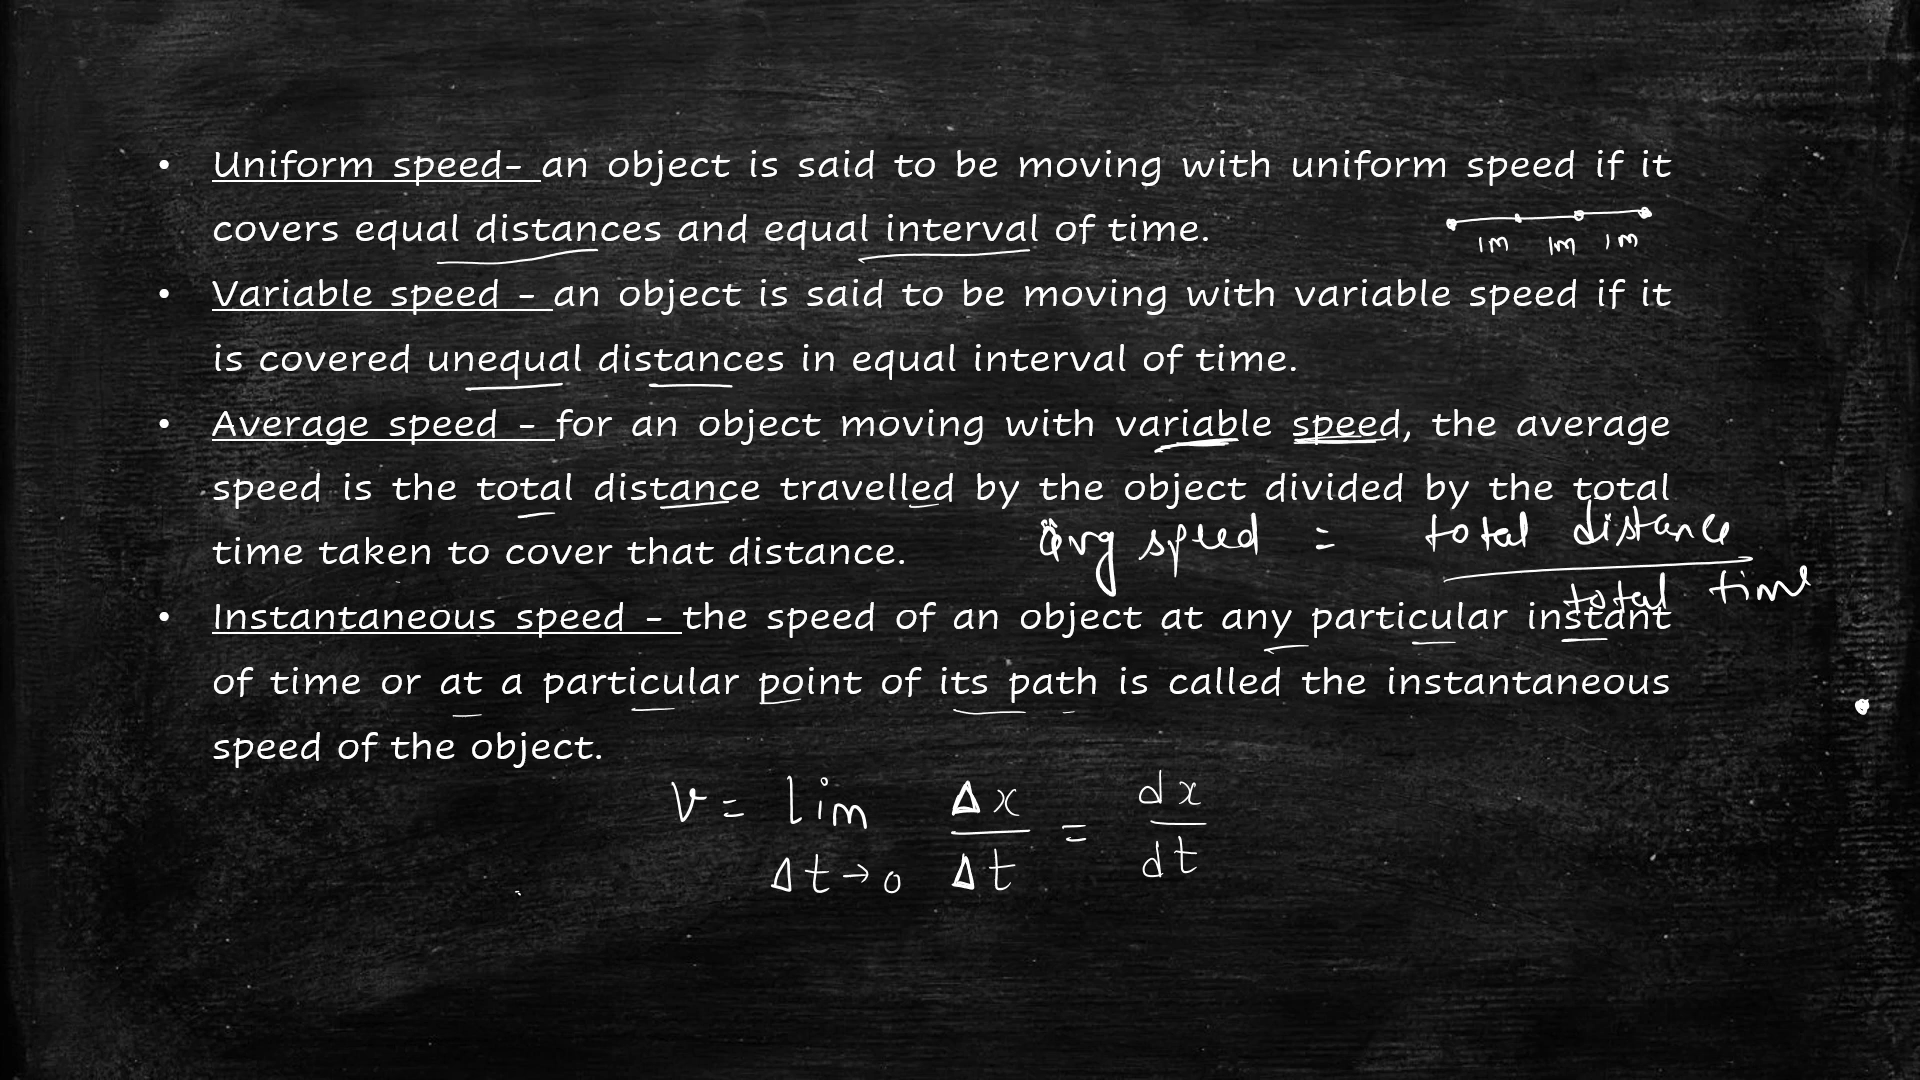 • Uniform speed- an object is said to be moving with uniform speed if it
covers equal distances and equal interval of time.
1m 1m 1m
• Variable speed - an object is said to be moving with variable speed if it
is covered unequal distances in equal interval of time.
• Average speed - for an object moving with variable speed, the average
speed is the total distance travelled by the object divided by the total
time taken to cover that distance.
avg speed = total distance
total time
• Instantaneous speed - the speed of an object at any particular instant
of time or at a particular point of its path is called the instantaneous
speed of the object.
v = lim Δx = dx
Δt→0 Δt dt